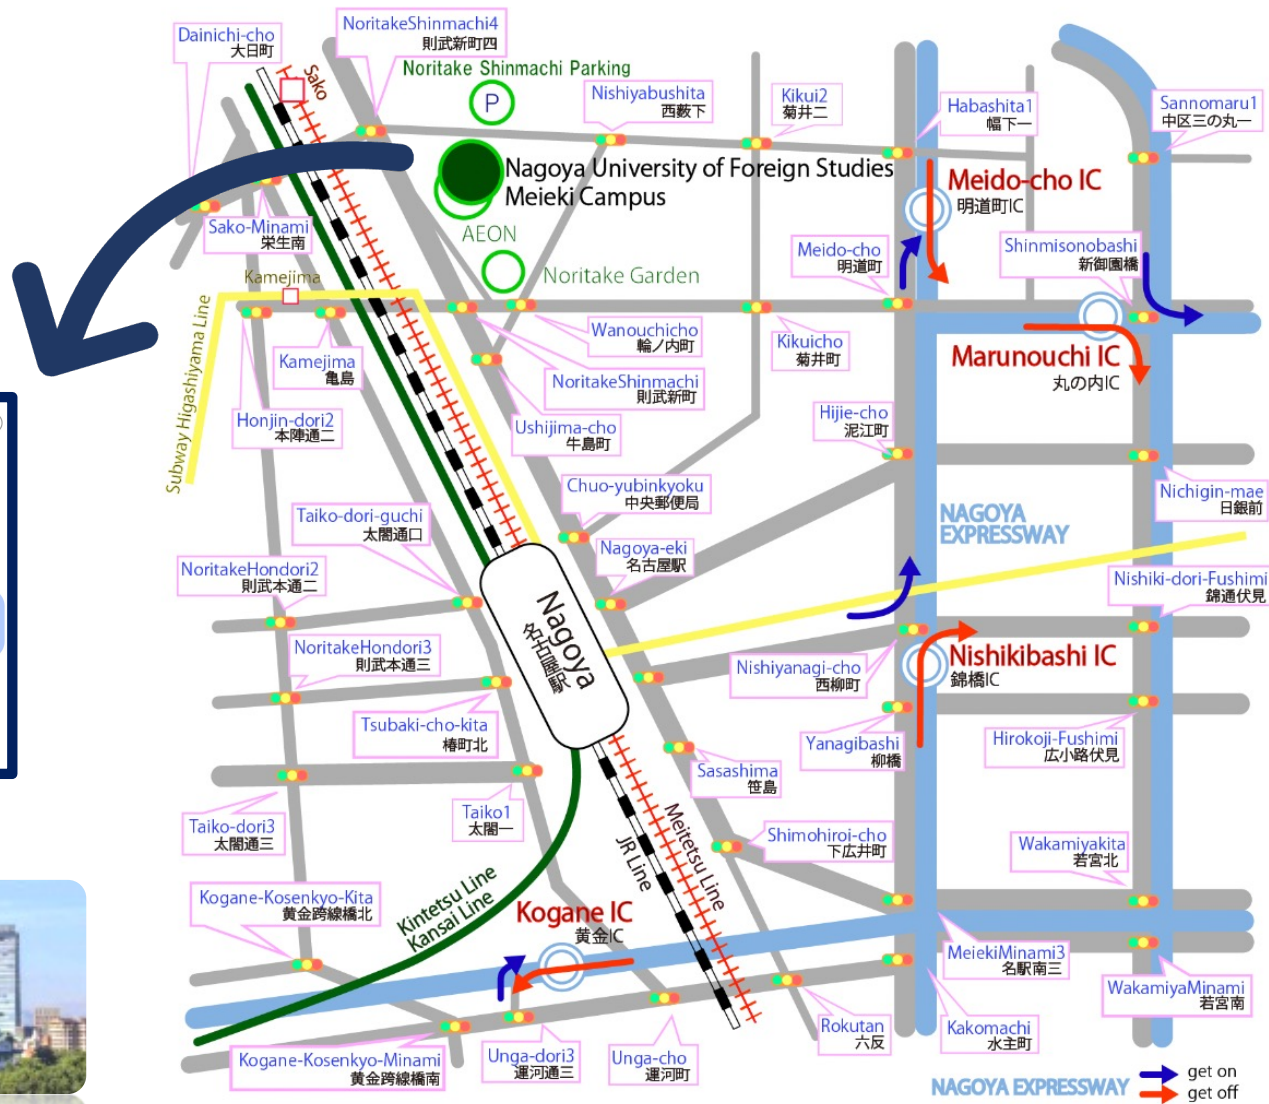 Dainichi-cho
大日町
NoritakeShinmachi4
則武新町四
Sako
Noritake Shinmachi Parking
P
Nishiyabushita
西藪下
Kikui2
菊井二
Habashita1
幅下一
Sannomaru1
中区三の丸一
Nagoya University of Foreign Studies
Meieki Campus
Meido-cho IC
明道町IC
Sako-Minami
栄生南
AEON
Noritake Garden
Meido-cho
明道町
Shinmisonobashi
新御園橋
Kamejima
Subway Higashiyama Line
Kamejima
亀島
Wanouchicho
輪ノ内町
Kikuicho
菊井町
Marunouchi IC
丸の内IC
NoritakeShinmachi
則武新町
Honjin-dori2
本陣通二
Ushijima-cho
牛島町
Hijie-cho
泥江町
Chuo-yubinkyoku
中央郵便局
Nichigin-mae
日銀前
Taiko-dori-guchi
太閤通口
NAGOYA
EXPRESSWAY
Nagoya-eki
名古屋駅
NoritakeHondori2
則武本通二
Nishiki-dori-Fushimi
錦通伏見
Nagoya
名古屋駅
NoritakeHondori3
則武本通三
Nishiyanagi-cho
西柳町
Nishikibashi IC
錦橋IC
Tsubaki-cho-kita
椿町北
Yanagibashi
柳橋
Hirokoji-Fushimi
広小路伏見
Sasashima
笹島
Taiko-dori3
太閤通三
Taiko1
太閤一
Meitetsu Line
JR Line
Shimohiroi-cho
下広井町
Wakamiyakita
若宮北
Kogane-Kosenkyo-Kita
黄金跨線橋北
Kintetsu Line
Kansai Line
Kogane IC
黄金IC
MeiekiMinami3
名駅南三
WakamiyaMinami
若宮南
Kogane-Kosenkyo-Minami
黄金跨線橋南
Unga-dori3
運河通三
Unga-cho
運河町
Rokutan
六反
Kakomachi
水主町
NAGOYA EXPRESSWAY
get on
get off